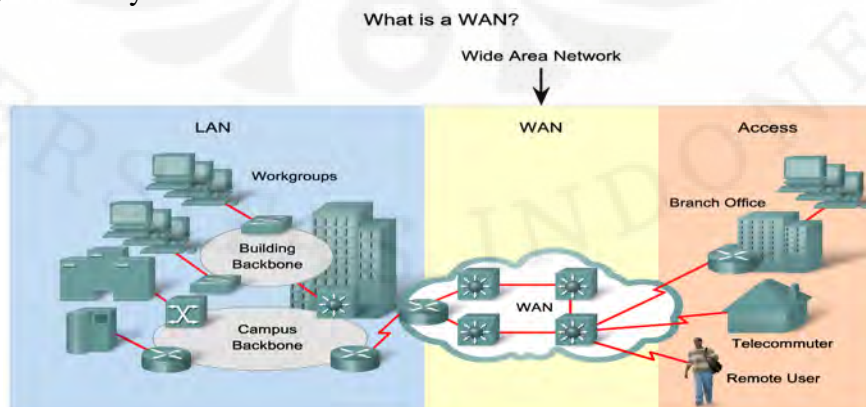 What is a WAN?
Wide Area Network
LAN
WAN
Access
Workgroups
Branch Office
Building
Backbone
WAN
Campus
Backbone
Telecommuter
Remote User